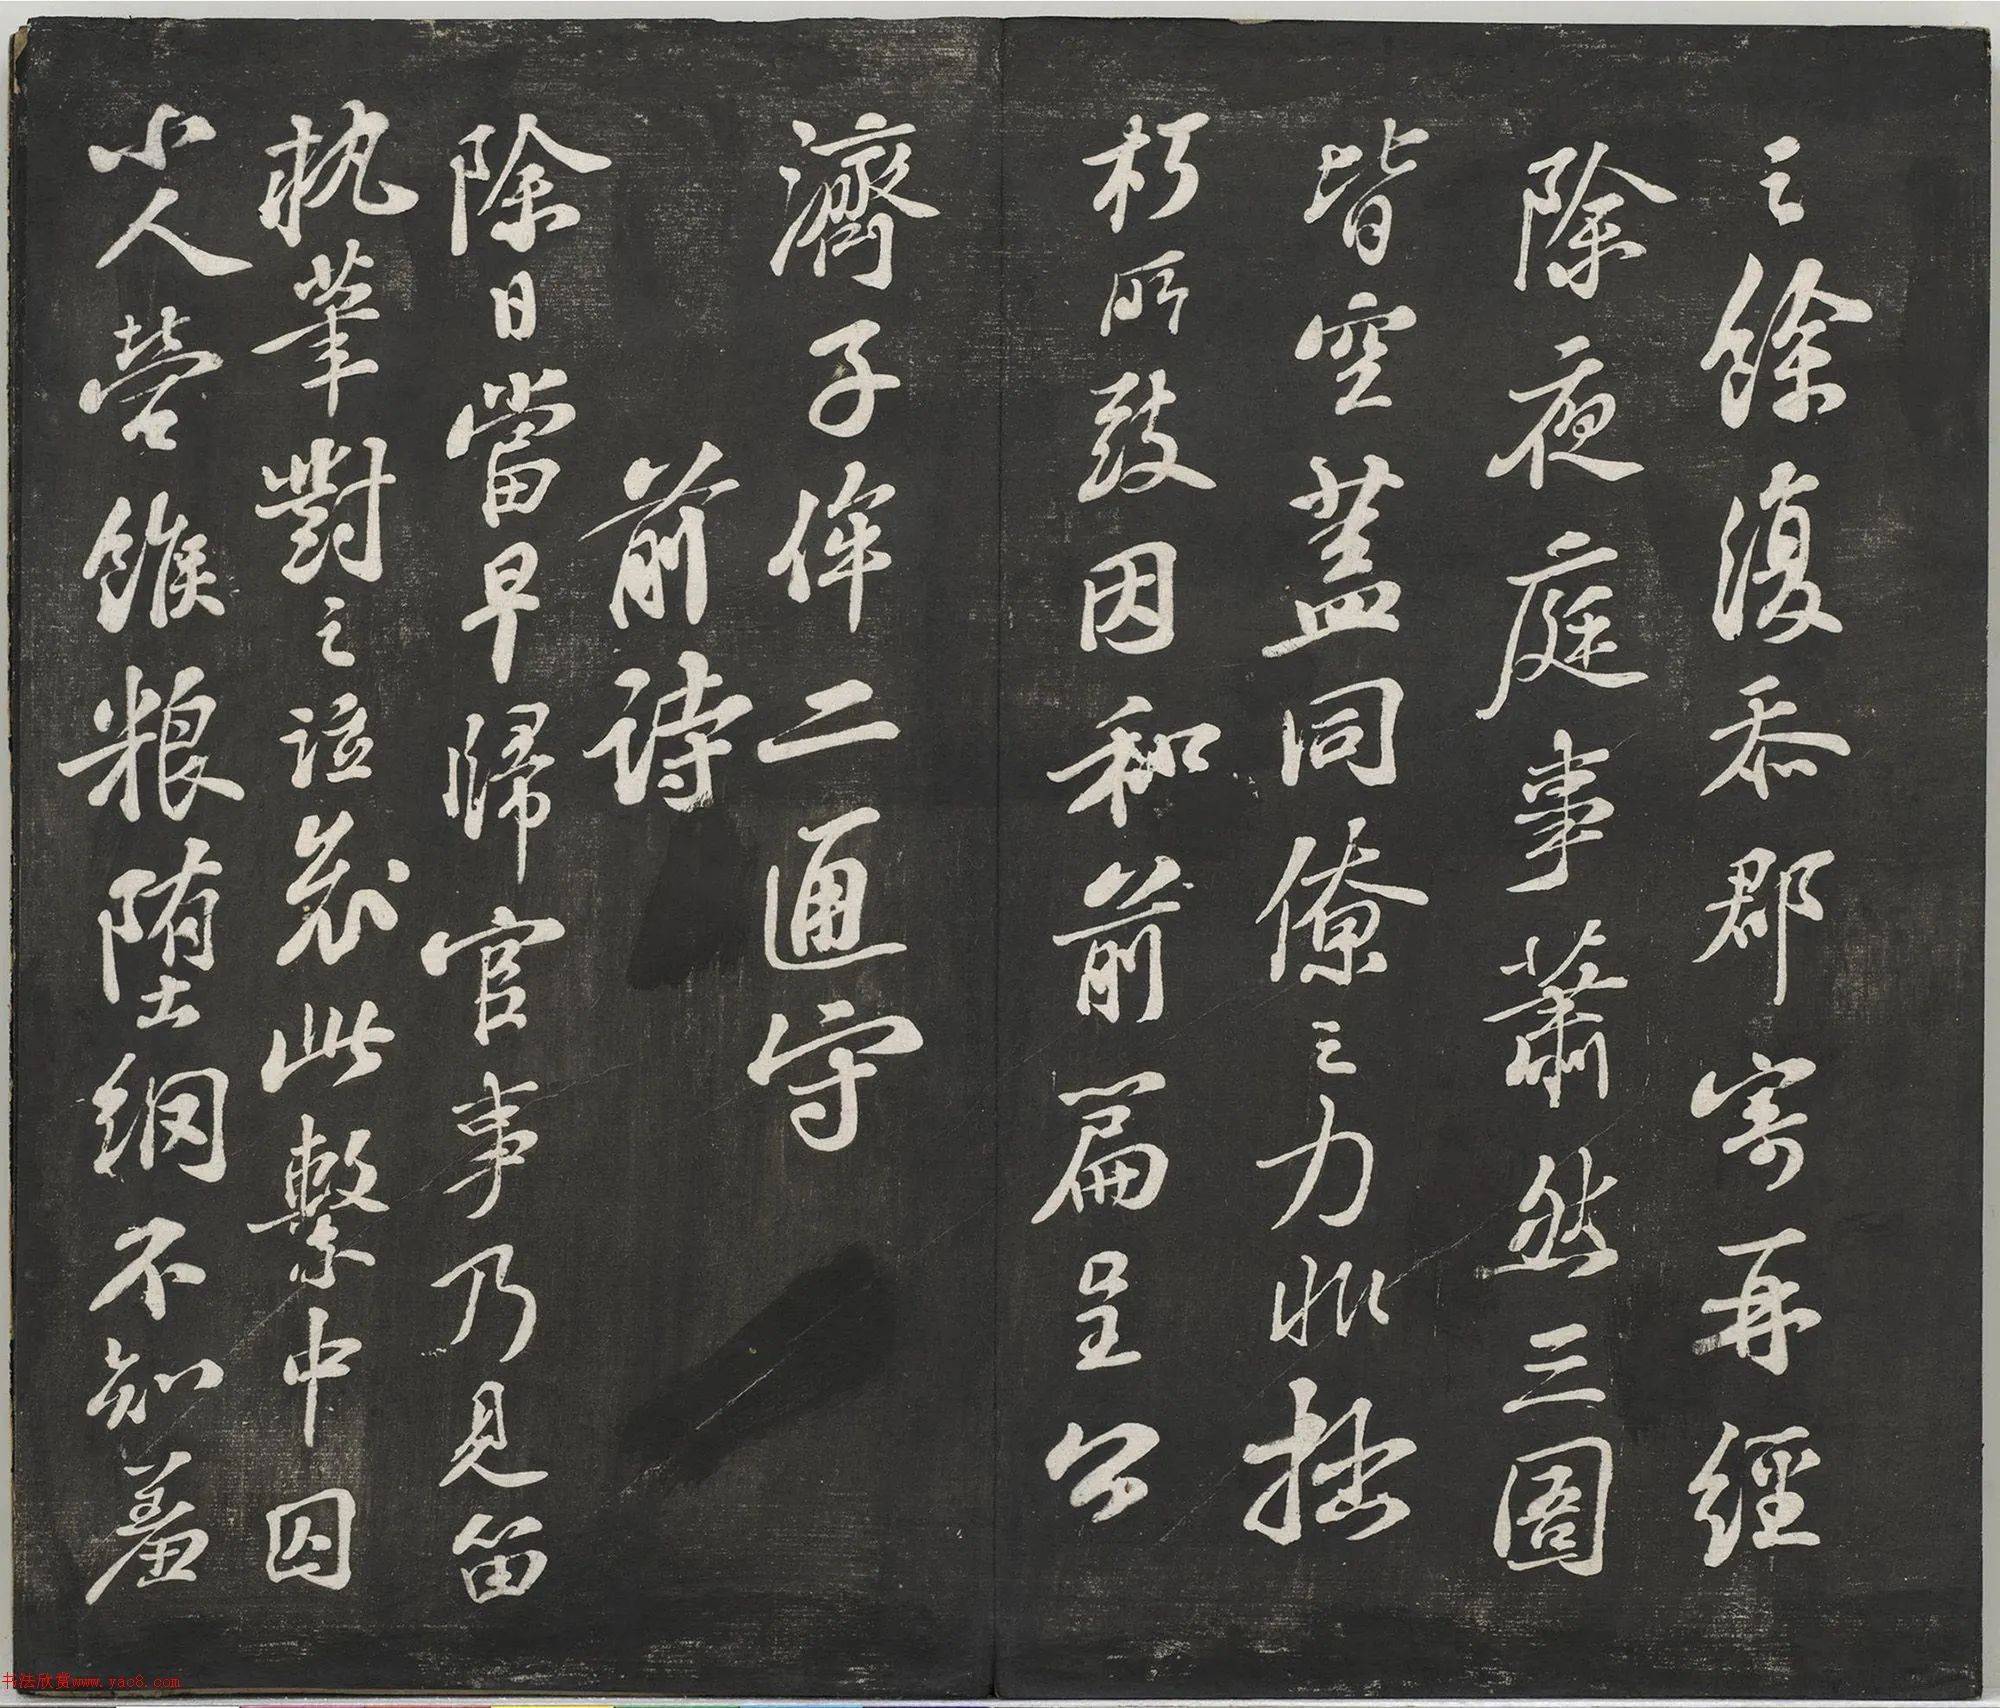 之餘復忝郡寄再經
除夜庭事蕭然三圄
皆空蓋同僚之力非拙
朽所致因和前篇呈公
濟子侔二通守
前詩
除日當早歸官事乃見留
執筆對之泣哀此繫中囚
小人營餱粮堕網不知羞
书法欣赏www.yac8.com